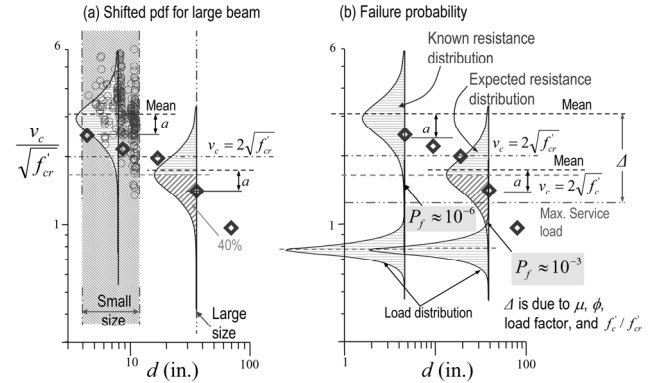 (a) Shifted pdf for large beam
(b) Failure probability
6
Mean
a
v_c / √f'_cr
v_c = 2√f'_cr
a
1
40%
Small
size
Large
size
10
100
d (in.)
6
Known resistance
distribution
Expected resistance
distribution
Mean
a
v_c = 2√f'_cr
Mean
Δ
a
v_c = 2√f'_c
P_f ≈ 10^-6
Max. Service
load
1
P_f ≈ 10^-3
Load distribution
Δ is due to μ, ϕ,
load factor, and f'_c / f'_cr
1
10
100
d (in.)